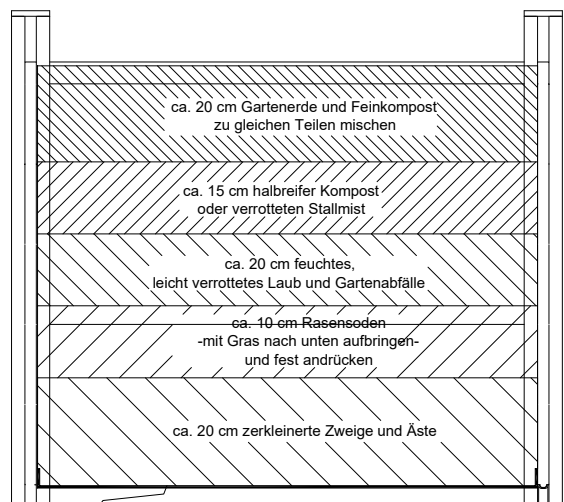 ca. 20 cm Gartenerde und Feinkompost
zu gleichen Teilen mischen
ca. 15 cm halbreifer Kompost
oder verrotteten Stallmist
ca. 20 cm feuchtes,
leicht verrottetes Laub und Gartenabfälle
ca. 10 cm Rasensoden
-mit Gras nach unten aufbringen-
und fest andrücken
ca. 20 cm zerkleinerte Zweige und Äste